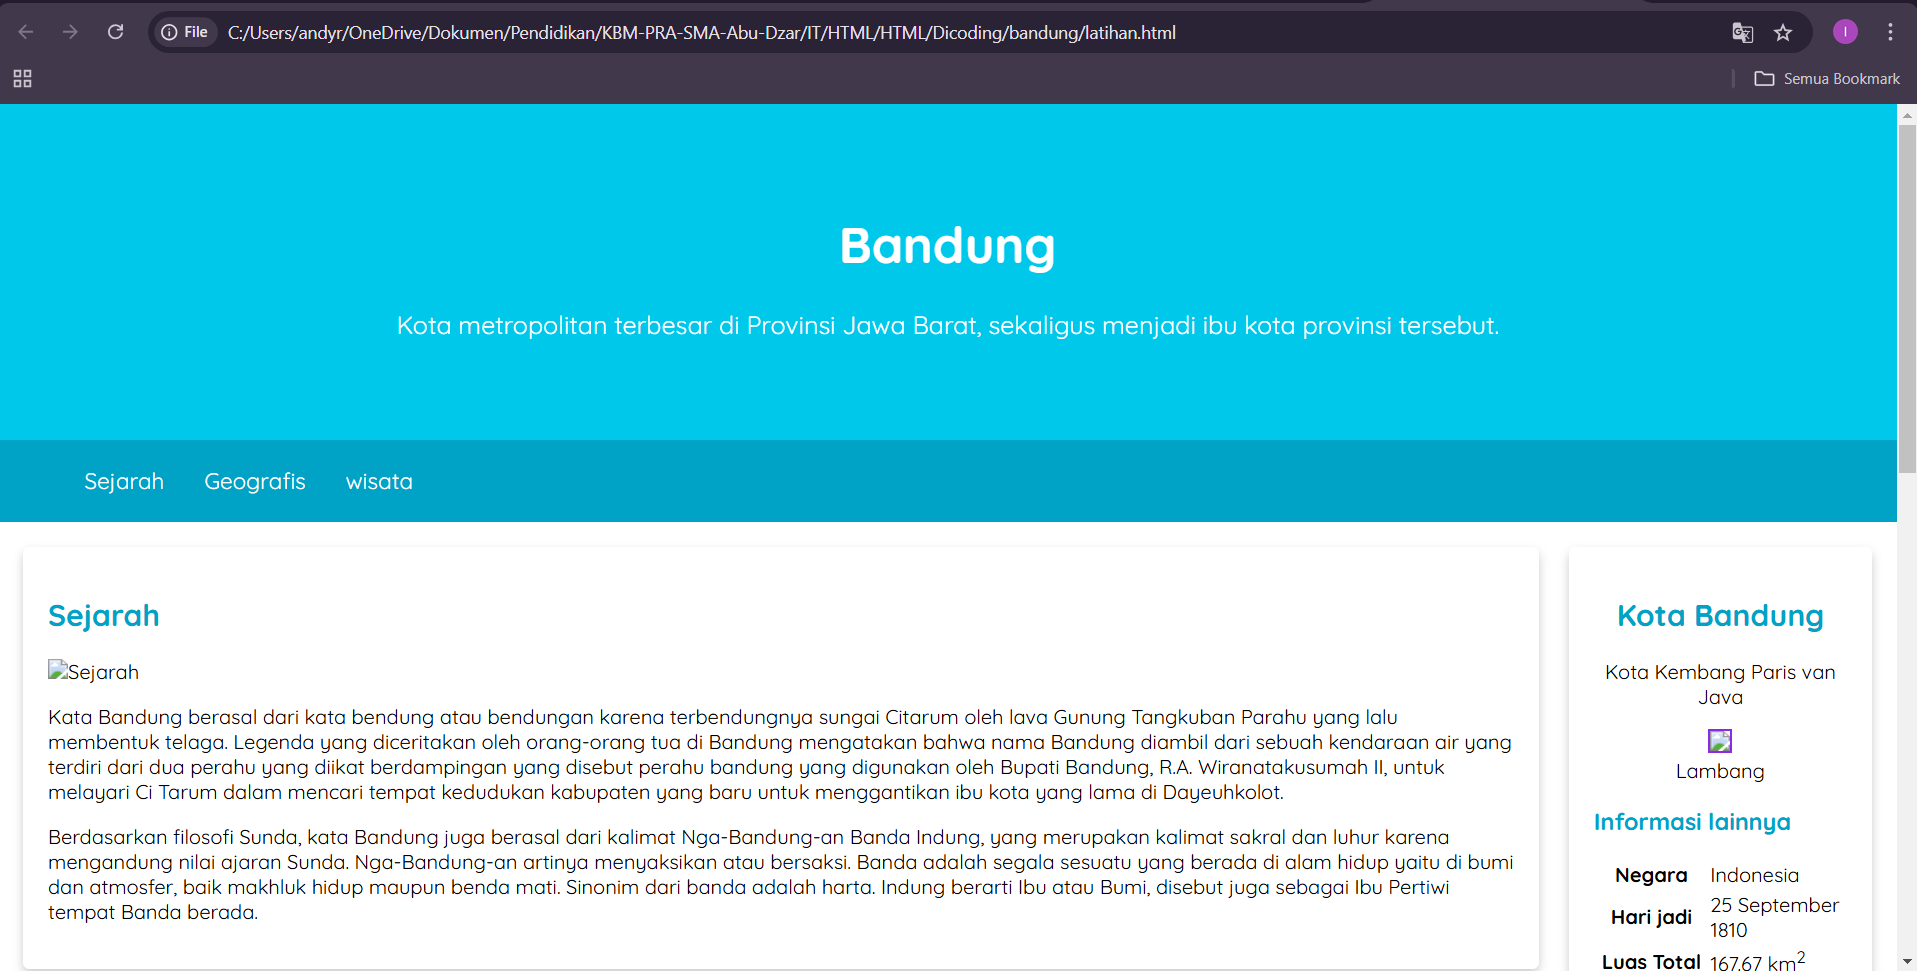 File
C:/Users/andyr/OneDrive/Dokumen/Pendidikan/KBM-PRA-SMA-Abu-Dzar/IT/HTML/HTML/Dicoding/bandung/latihan.html
I
Semua Bookmark
Bandung
Kota metropolitan terbesar di Provinsi Jawa Barat, sekaligus menjadi ibu kota provinsi tersebut.
Sejarah
Geografis
wisata
Sejarah
Sejarah
Kata Bandung berasal dari kata bendung atau bendungan karena terbendungnya sungai Citarum oleh lava Gunung Tangkuban Parahu yang lalu
membentuk telaga. Legenda yang diceritakan oleh orang-orang tua di Bandung mengatakan bahwa nama Bandung diambil dari sebuah kendaraan air yang
terdiri dari dua perahu yang diikat berdampingan yang disebut perahu bandung yang digunakan oleh Bupati Bandung, R.A. Wiranatakusumah II, untuk
melayari Ci Tarum dalam mencari tempat kedudukan kabupaten yang baru untuk menggantikan ibu kota yang lama di Dayeuhkolot.
Berdasarkan filosofi Sunda, kata Bandung juga berasal dari kalimat Nga-Bandung-an Banda Indung, yang merupakan kalimat sakral dan luhur karena
mengandung nilai ajaran Sunda. Nga-Bandung-an artinya menyaksikan atau bersaksi. Banda adalah segala sesuatu yang berada di alam hidup yaitu di bumi
dan atmosfer, baik makhluk hidup maupun benda mati. Sinonim dari banda adalah harta. Indung berarti Ibu atau Bumi, disebut juga sebagai Ibu Pertiwi
tempat Banda berada.
Kota Bandung
Kota Kembang Paris van
Java
Lambang
Informasi lainnya
Negara Indonesia
Hari jadi 25 September
1810
Luas Total 167.67 km2